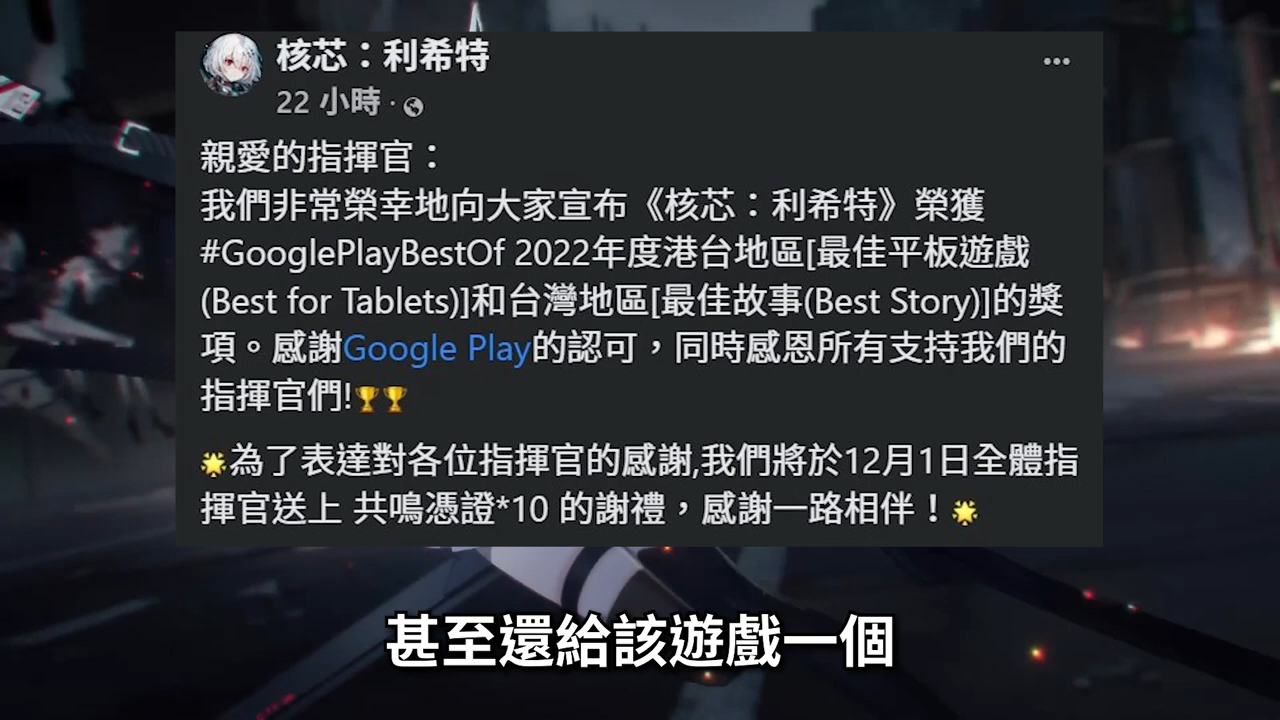 核芯：利希特
22 小時 ·
親愛的指揮官：
我們非常榮幸地向大家宣布《核芯：利希特》榮獲
#GooglePlayBestOf 2022年度港台地區[最佳平板遊戲
(Best for Tablets)]和台灣地區[最佳故事(Best Story)]的獎
項。感謝Google Play的認可，同時感恩所有支持我們的
指揮官們!🏆🏆
🌟為了表達對各位指揮官的感謝,我們將於12月1日全體指
揮官送上 共鳴憑證*10 的謝禮，感謝一路相伴！🌟
甚至還給該遊戲一個